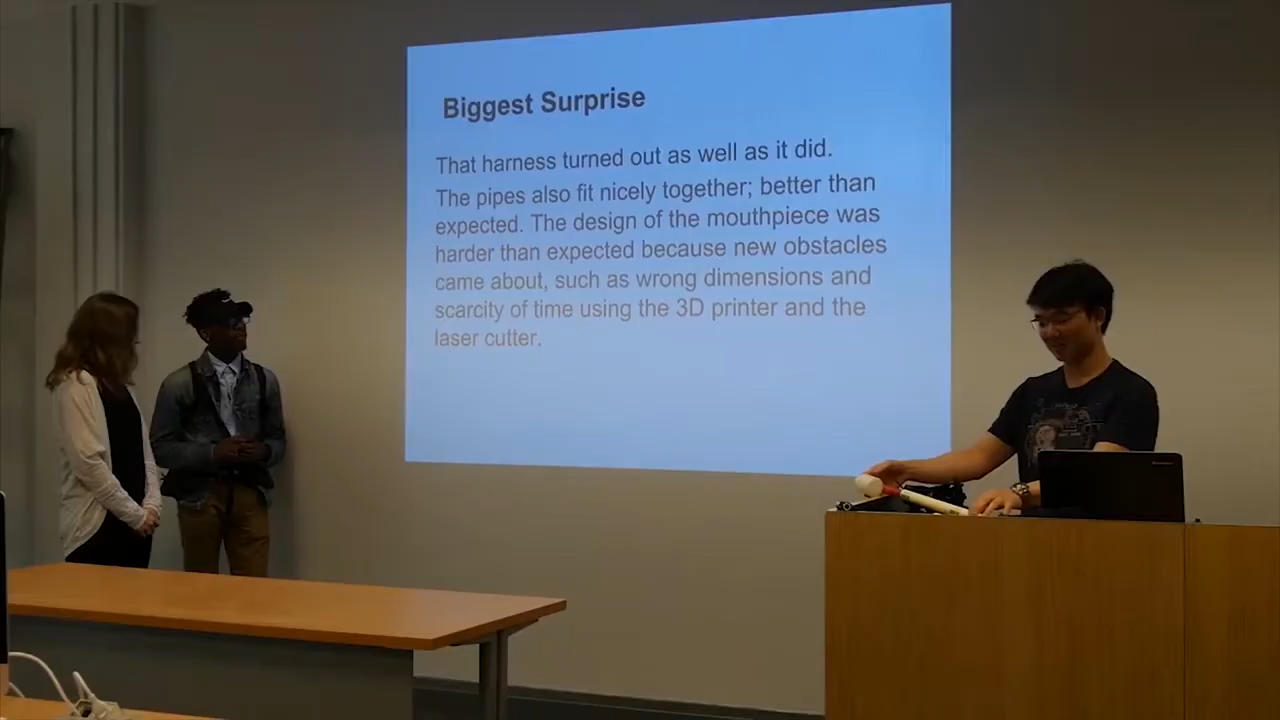 Biggest Surprise
That harness turned out as well as it did.
The pipes also fit nicely together; better than
expected. The design of the mouthpiece was
harder than expected because new obstacles
came about, such as wrong dimensions and
scarcity of time using the 3D printer and the
laser cutter.